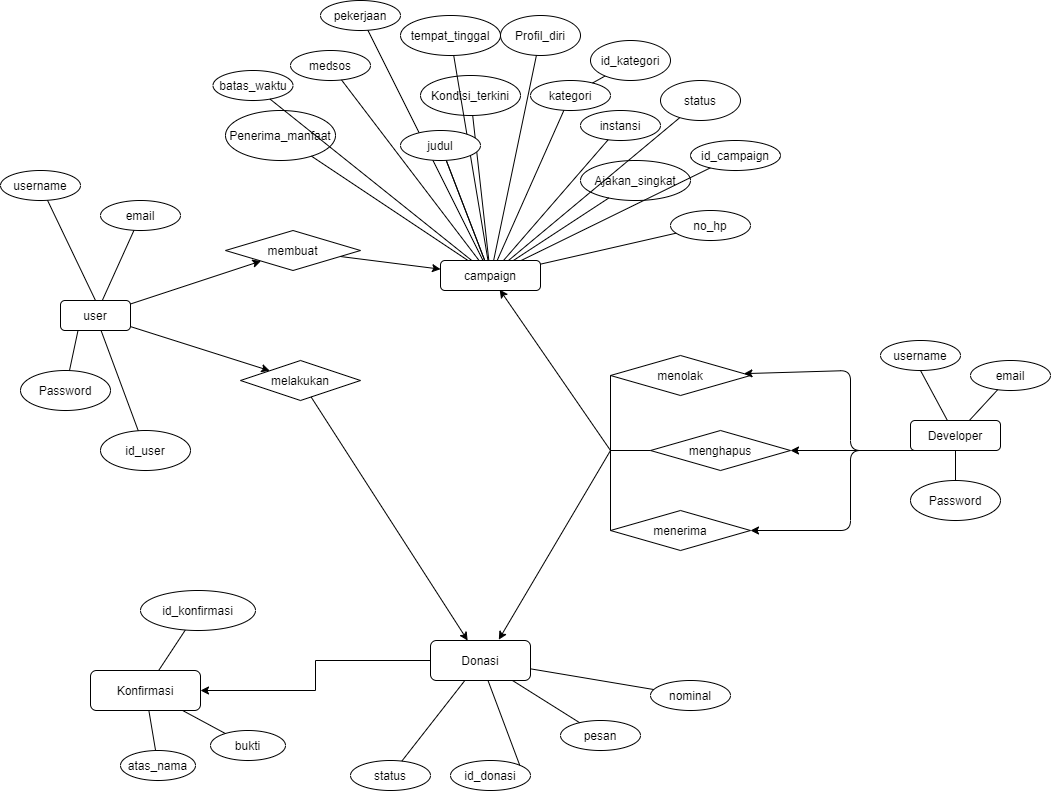 pekerjaan
tempat_tinggal
Profil_diri
id_kategori
medsos
batas_waktu
Kondisi_terkini
kategori
status
Penerima_manfaat
judul
instansi
id_campaign
Ajakan_singkat
username
email
no_hp
membuat
campaign
user
melakukan
Password
id_user
menolak
username
email
menghapus
Developer
Password
menerima
id_konfirmasi
Donasi
Konfirmasi
nominal
pesan
bukti
atas_nama
status
id_donasi